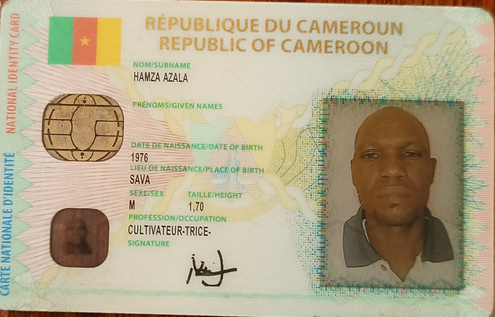 RÉPUBLIQUE DU CAMEROUN
REPUBLIC OF CAMEROON
NATIONAL IDENTITY CARD
CARTE NATIONALE D'IDENTITÉ
NOM/SURNAME
HAMZA AZALA
PRÉNOMS/GIVEN NAMES
DATE DE NAISSANCE/DATE OF BIRTH
1976
LIEU DE NAISSANCE/PLACE OF BIRTH
SAVA
SEXE/SEX TAILLE/HEIGHT
M 1,70
PROFESSION/OCCUPATION
CULTIVATEUR-TRICE-
SIGNATURE